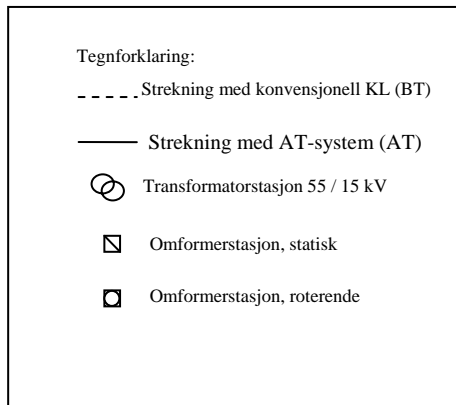 Tegnforklaring:
Strekning med konvensjonell KL (BT)
Strekning med AT-system (AT)
Transformatorstasjon 55 / 15 kV
Omformerstasjon, statisk
Omformerstasjon, roterende